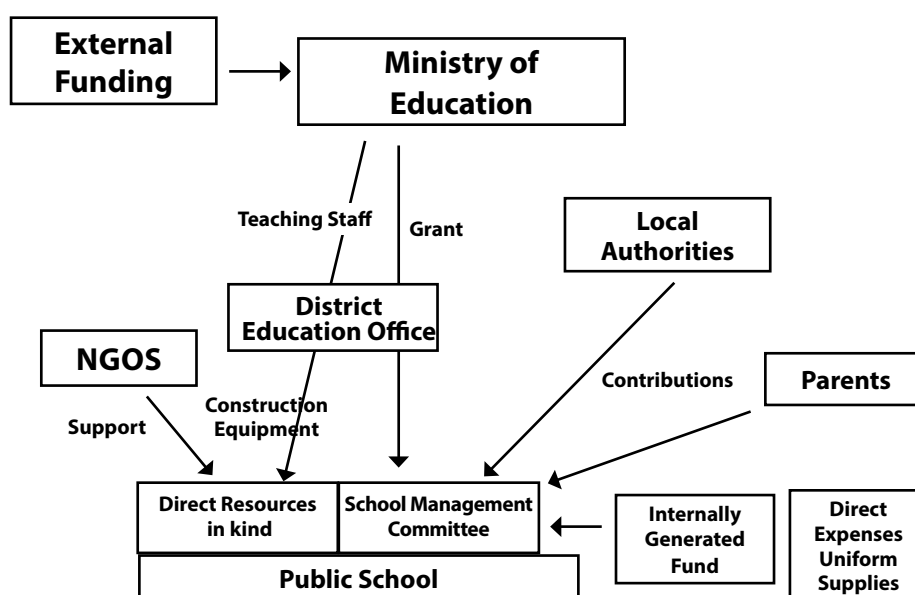 External
Funding
Ministry of
Education
Teaching Staff
Grant
Local
Authorities
District
Education Office
NGOS
Contributions
Parents
Support
Construction
Equipment
Direct Resources
in kind
School Management
Committee
Internally
Generated
Fund
Direct
Expenses
Uniform
Supplies
Public School